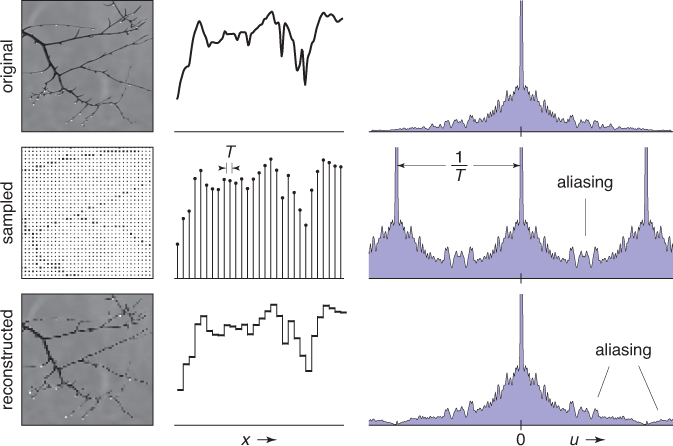 original
sampled
T
1
T
aliasing
reconstructed
aliasing
x →
0
u →